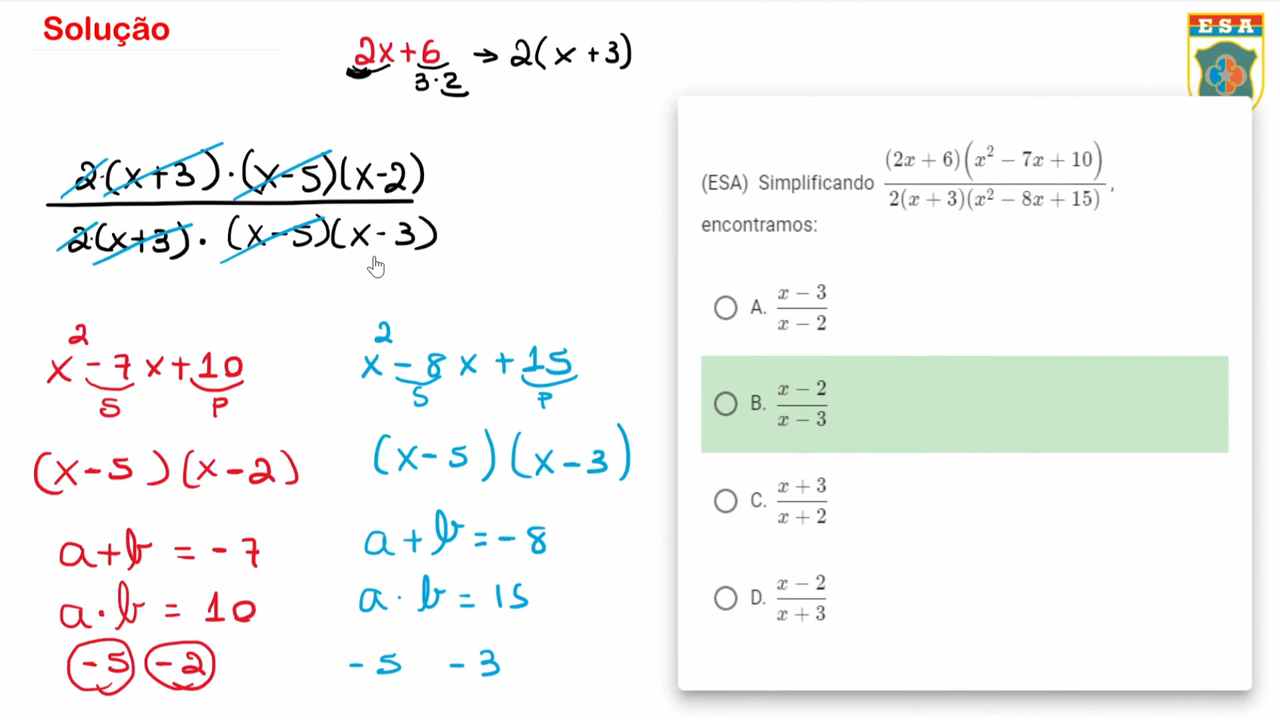 Solução
2x+6 → 2(x+3)
3·2
2·(x+3)·(x-5)(x-2)
2·(x+3)·(x-5)(x-3)
x² - 7x + 10
S P
(x-5)(x-2)
a+b = -7
a·b = 10
-5 -2
x² - 8x + 15
S P
(x-5)(x-3)
a+b = -8
a·b = 15
-5 -3
ESA
(ESA) Simplificando (2x + 6)(x² − 7x + 10) / 2(x + 3)(x² − 8x + 15),
encontramos:
A. x − 3 / x − 2
B. x − 2 / x − 3
C. x + 3 / x + 2
D. x − 2 / x + 3